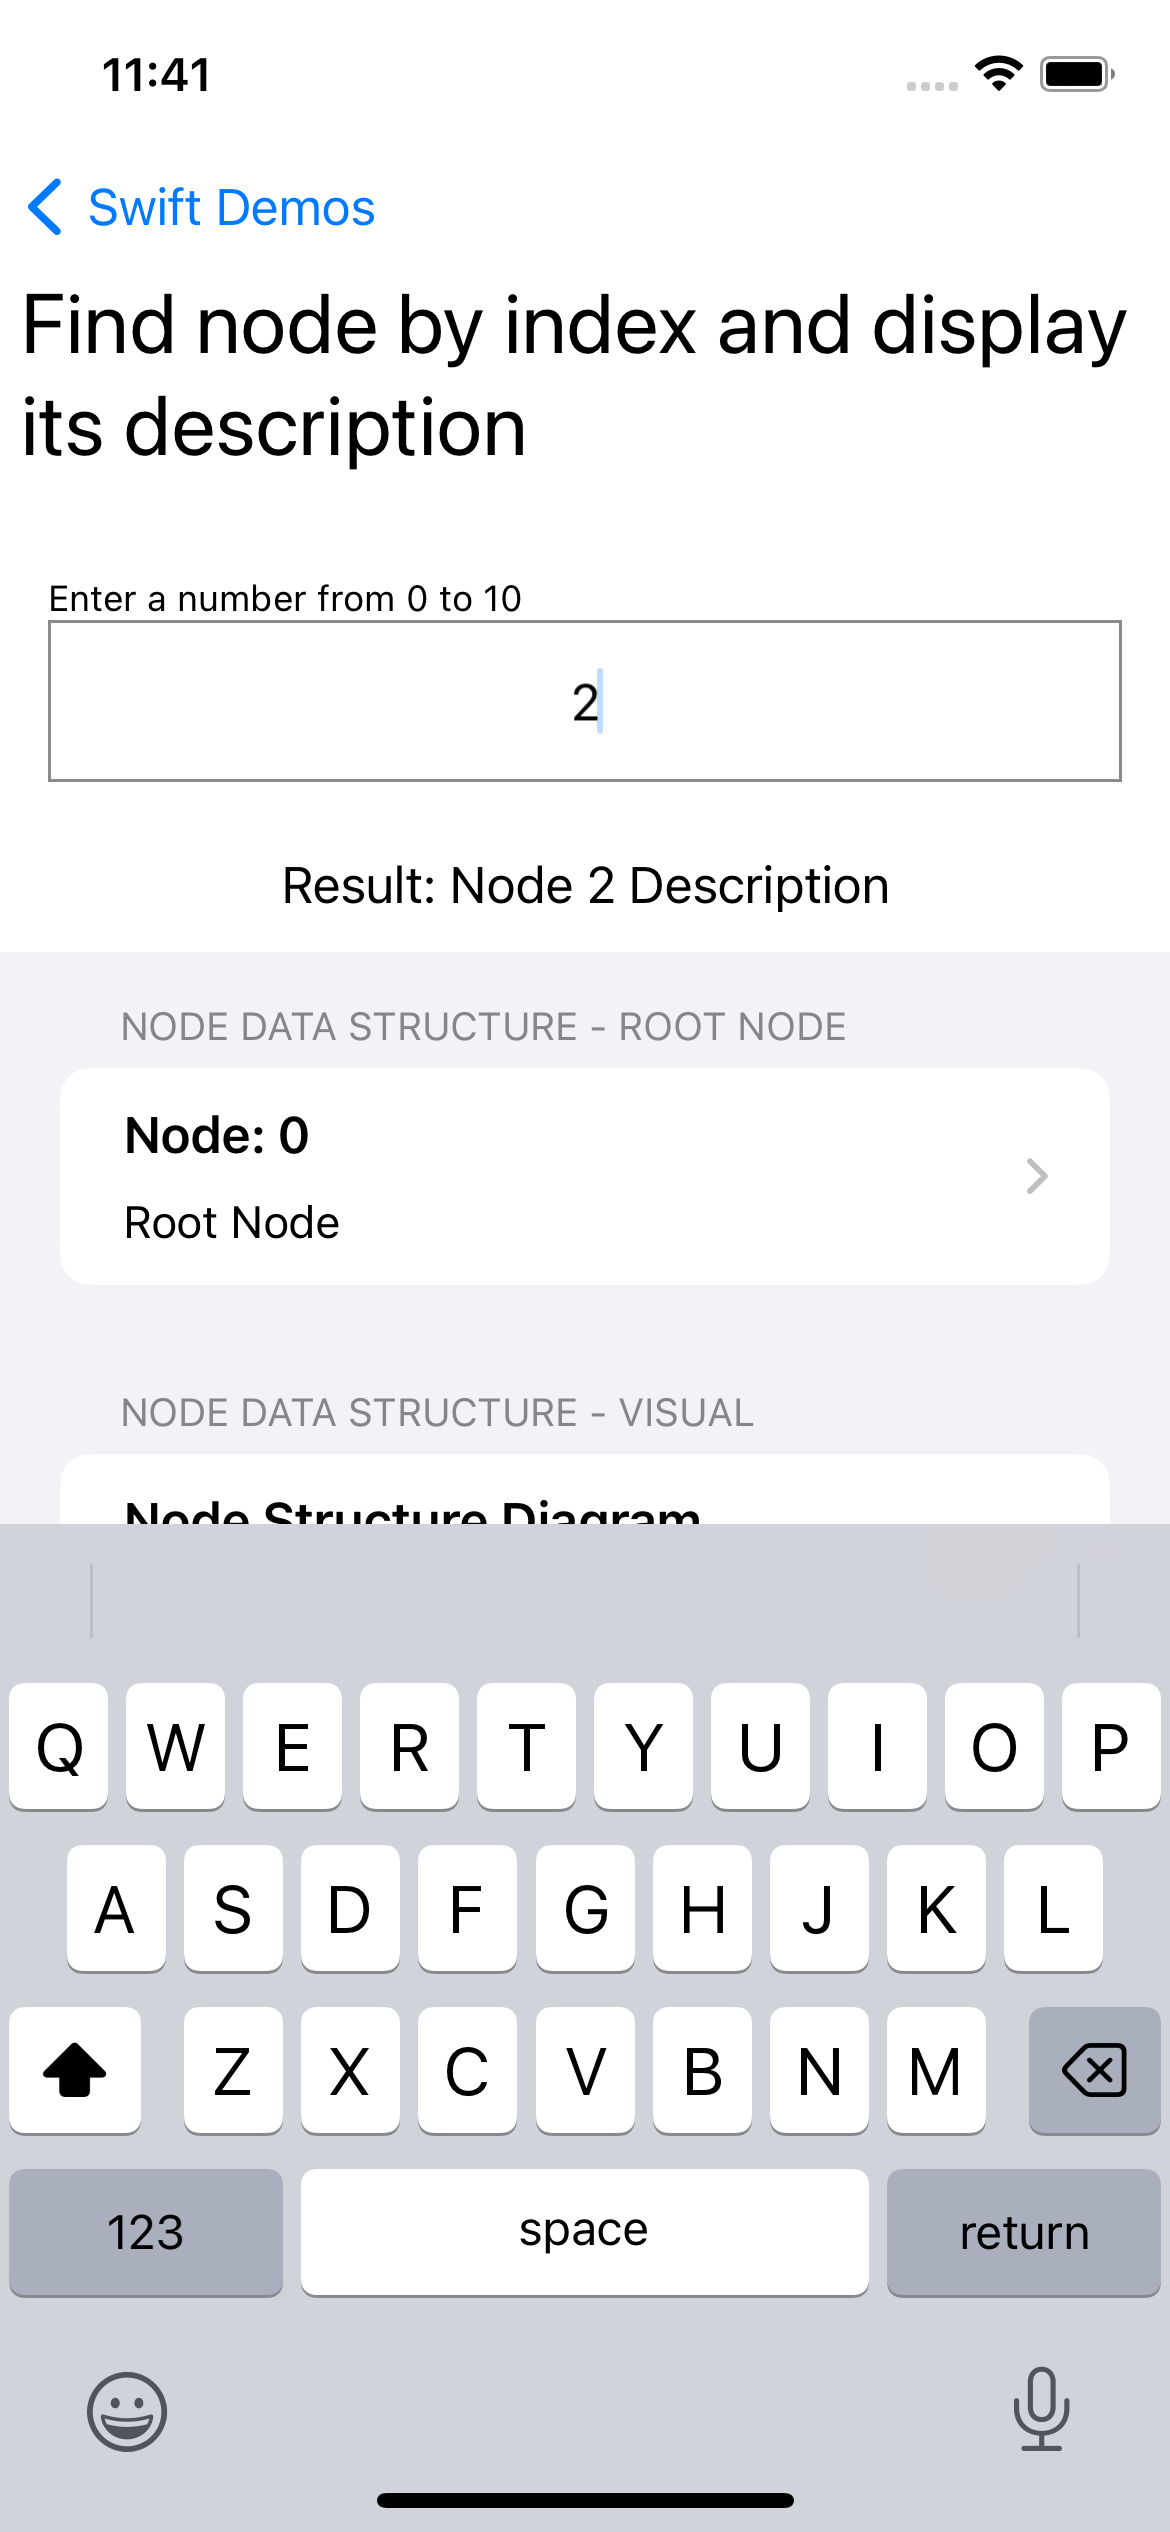 11:41
Swift Demos
Find node by index and display
its description
Enter a number from 0 to 10
2
Result: Node 2 Description
NODE DATA STRUCTURE - ROOT NODE
Node: 0
Root Node
NODE DATA STRUCTURE - VISUAL
Node Structure Diagram
Q W E R T Y U I O P
A S D F G H J K L
Z X C V B N M
123 space return